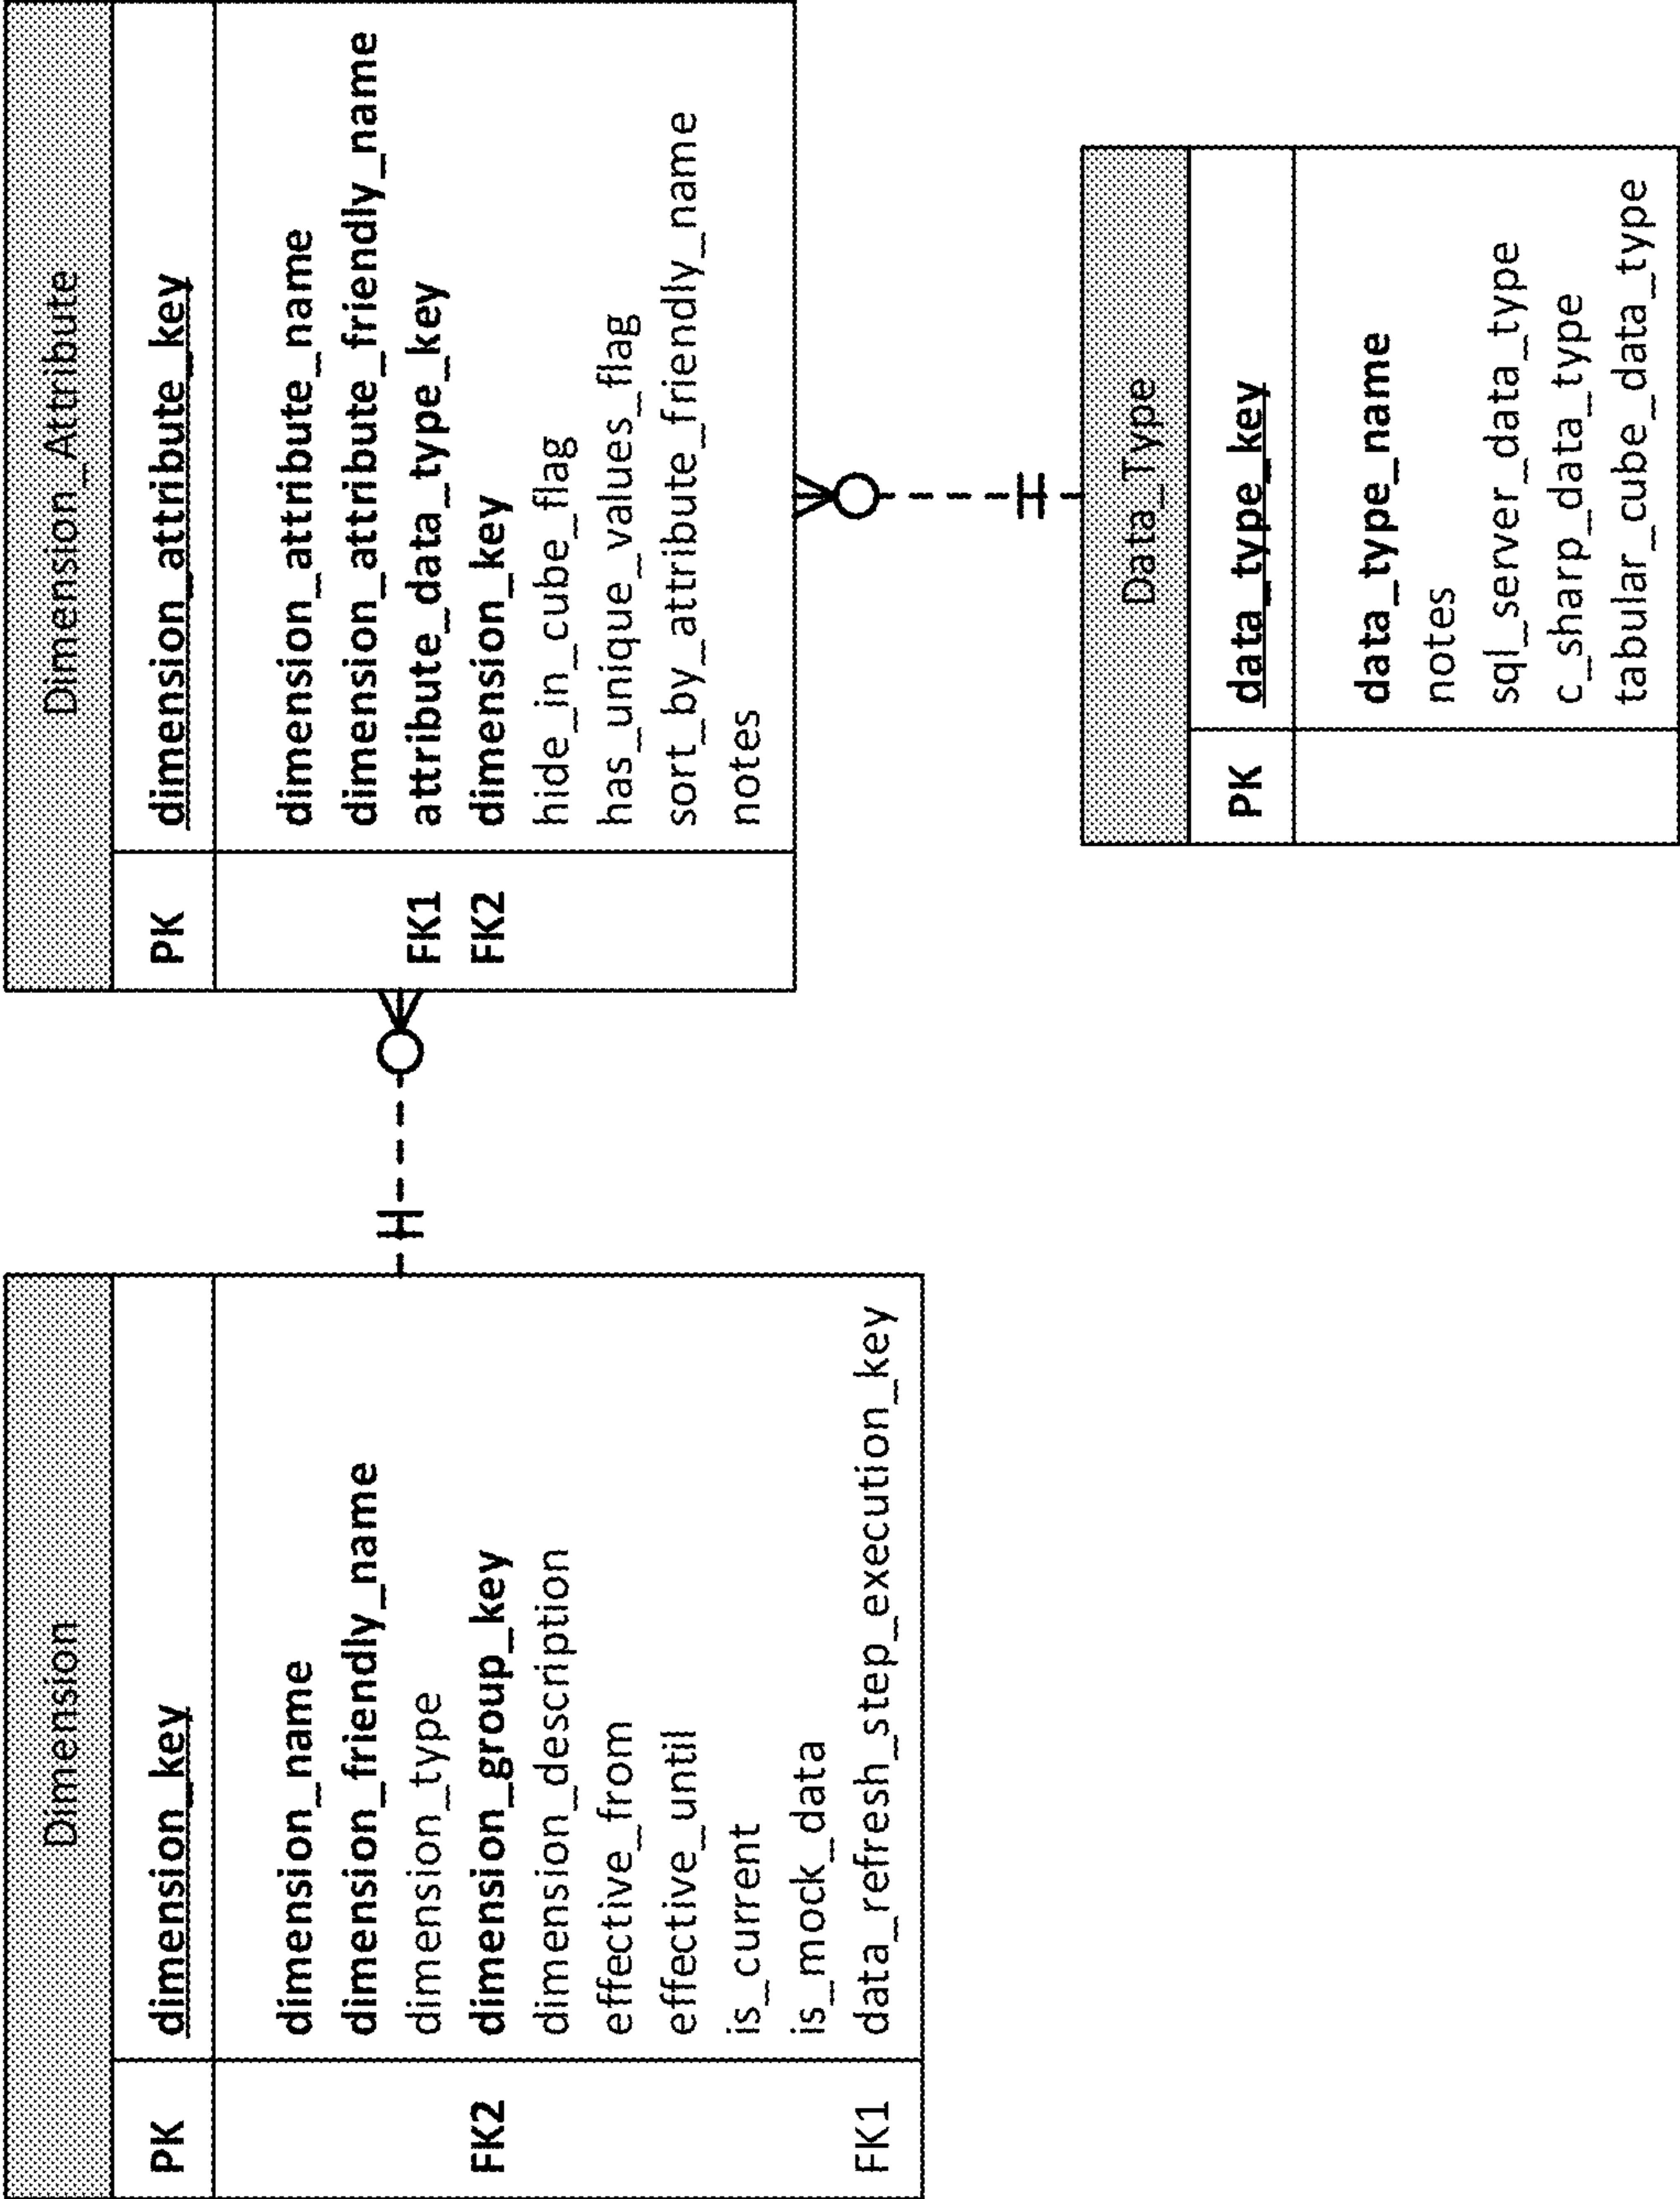 Dimension
PK dimension_key
dimension_name
dimension_friendly_name
dimension_type
FK2 dimension_group_key
dimension_description
effective_from
effective_until
is_current
is_mock_data
FK1 data_refresh_step_execution_key
Dimension_Attribute
PK dimension_attribute_key
dimension_attribute_name
dimension_attribute_friendly_name
FK1 attribute_data_type_key
FK2 dimension_key
hide_in_cube_flag
has_unique_values_flag
sort_by_attribute_friendly_name
notes
Data_Type
PK data_type_key
data_type_name
notes
sql_server_data_type
c_sharp_data_type
tabular_cube_data_type